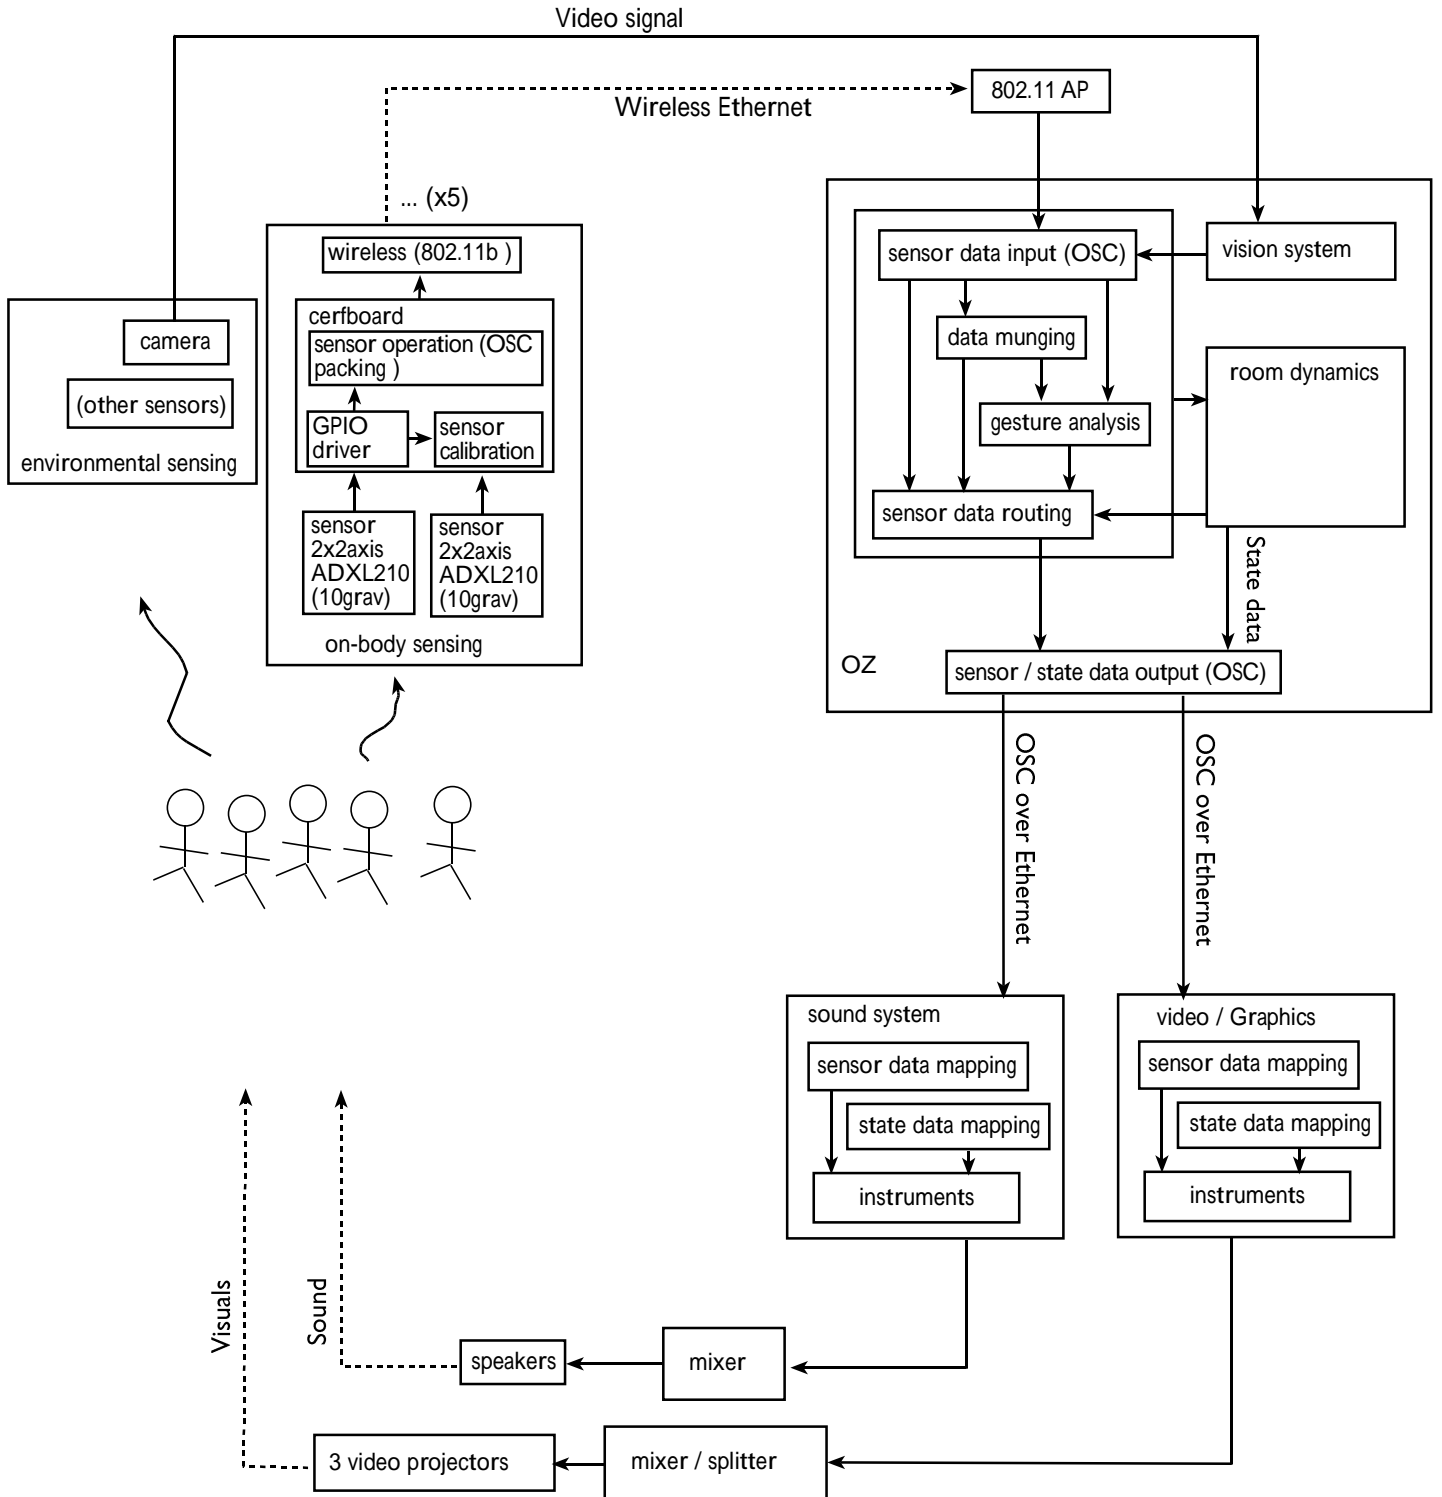 Video signal
802.11 AP
Wireless Ethernet
... (x5)
wireless (802.11b )
cerfboard
sensor operation (OSC
packing )
GPIO
driver
sensor
calibration
sensor
2x2axis
ADXL210
(10grav)
sensor
2x2axis
ADXL210
(10grav)
on-body sensing
camera
(other sensors)
environmental sensing
sensor data input (OSC)
vision system
data munging
room dynamics
gesture analysis
sensor data routing
State data
OZ
sensor / state data output (OSC)
OSC over Ethernet
OSC over Ethernet
sound system
sensor data mapping
state data mapping
instruments
video / Graphics
sensor data mapping
state data mapping
instruments
Visuals
Sound
speakers
mixer
3 video projectors
mixer / splitter